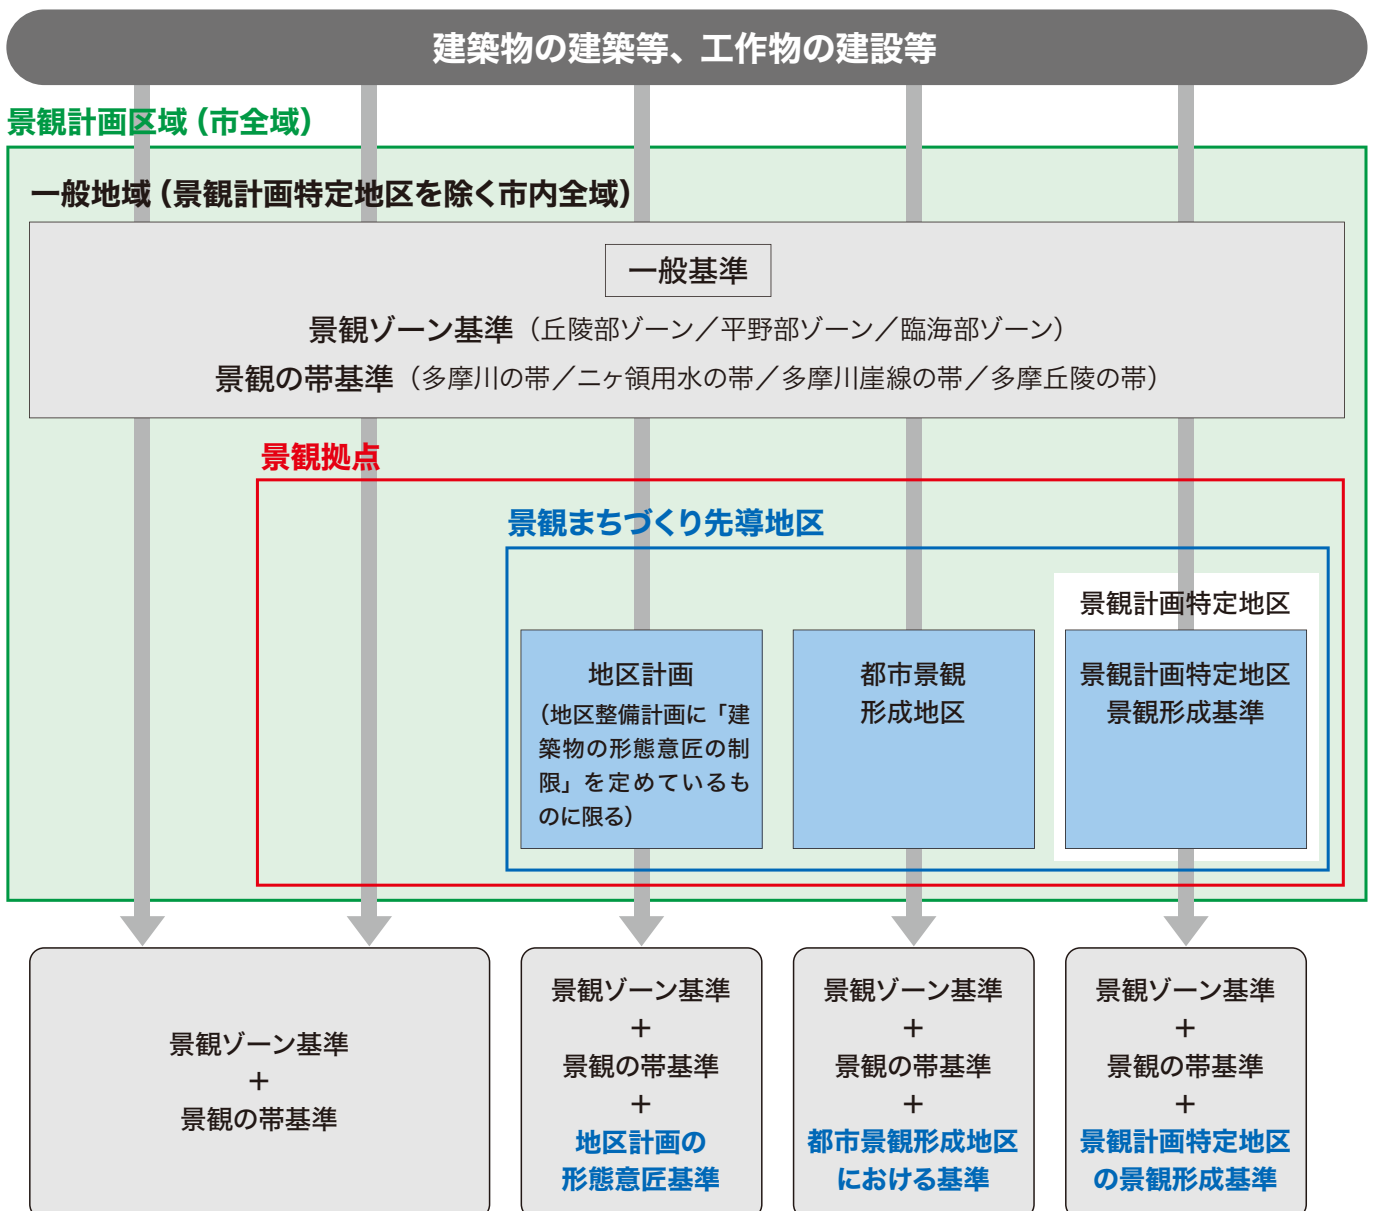 建築物の建築等、工作物の建設等
景観計画区域（市全域）
一般地域（景観計画特定地区を除く市内全域）
一般基準
景観ゾーン基準（丘陵部ゾーン／平野部ゾーン／臨海部ゾーン）
景観の帯基準（多摩川の帯／ニヶ領用水の帯／多摩川崖線の帯／多摩丘陵の帯）
景観拠点
景観まちづくり先導地区
地区計画
（地区整備計画に「建
築物の形態意匠の制
限」を定めているも
のに限る）
都市景観
形成地区
景観計画特定地区
景観計画特定地区
景観形成基準
景観ゾーン基準
＋
景観の帯基準
景観ゾーン基準
＋
景観の帯基準
＋
地区計画の
形態意匠基準
景観ゾーン基準
＋
景観の帯基準
＋
都市景観形成地区
における基準
景観ゾーン基準
＋
景観の帯基準
＋
景観計画特定地区
の景観形成基準